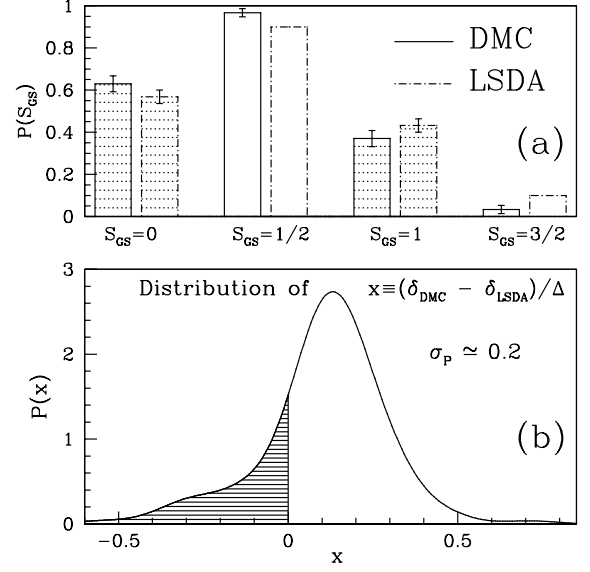 1
0.8
0.6
0.4
0.2
0
P(S_GS)
DMC
LSDA
(a)
S_GS=0
S_GS=1/2
S_GS=1
S_GS=3/2
3
2
1
0
P(x)
Distribution of x≡(δ_DMC − δ_LSDA)/Δ
σ_P ≃ 0.2
(b)
−0.5
0
0.5
x